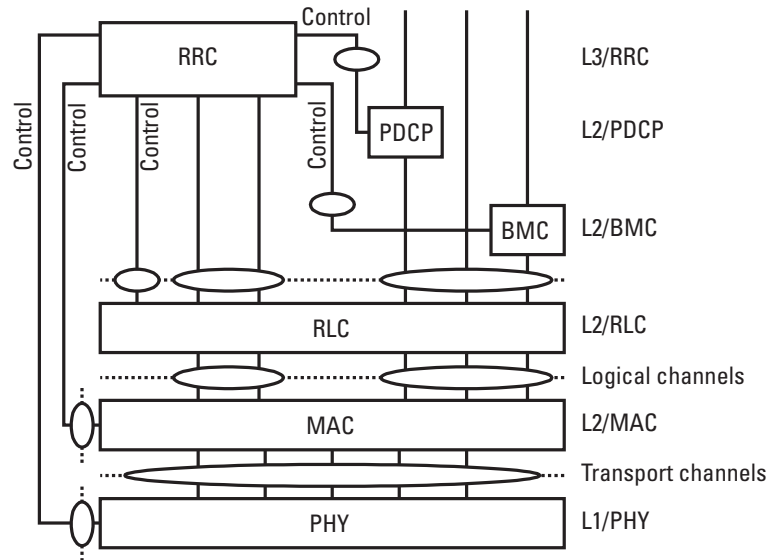 Control
RRC
L3/RRC
Control
Control
Control
Control
PDCP
L2/PDCP
BMC
L2/BMC
RLC
L2/RLC
Logical channels
MAC
L2/MAC
Transport channels
PHY
L1/PHY